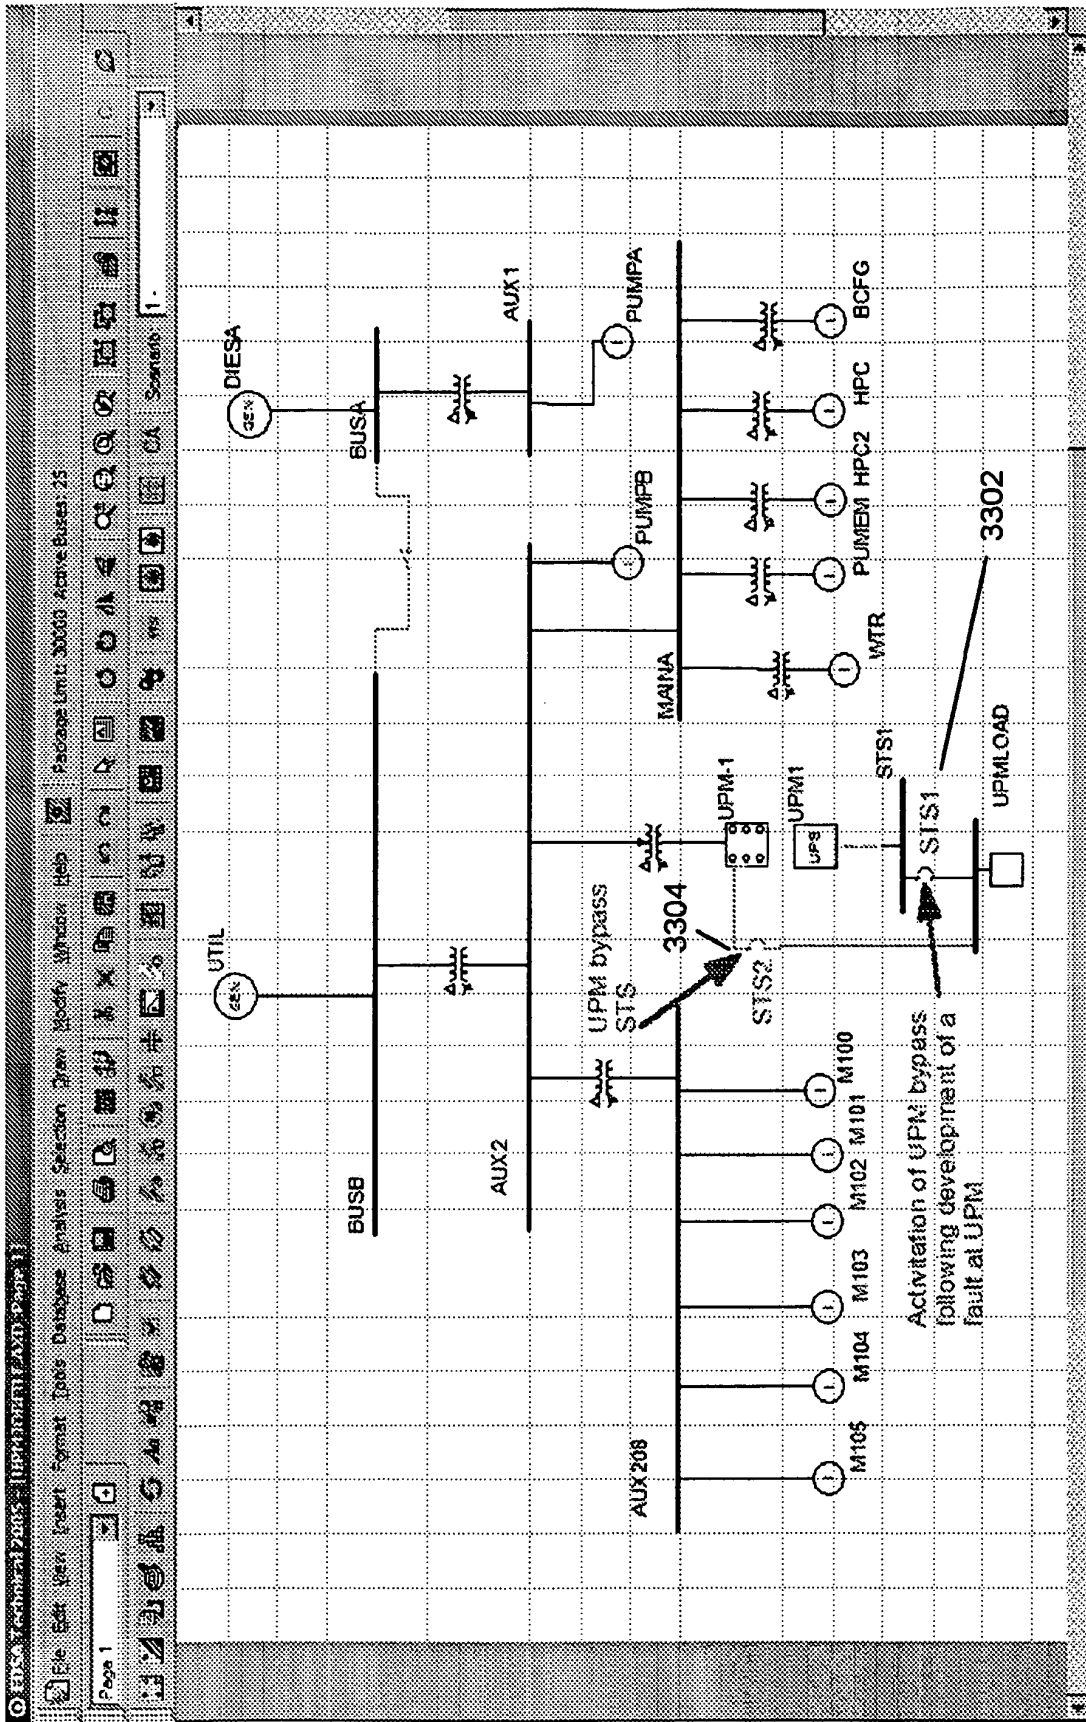 File Edit View Insert Format Tools Database Analysis Selection Draw Modify Window Help Package Limit: 30000 Active Buses 25
Page 1
Scenario 1 -
UTIL
GEN
DIESA
GEN
BUSB
BUSA
AUX2
AUX1
PUMPB
PUMPA
AUX208
UPM bypass
STS
3304
STS2
MAINA
UPM-1
UPM1
UPS
M105
M104
M103
M102
M101
M100
WTR
PUMEM
HPC2
HPC
BCFG
STS1
STS1
3302
UPMLOAD
Activitation of UPM bypass
following development of a
fault at UPM